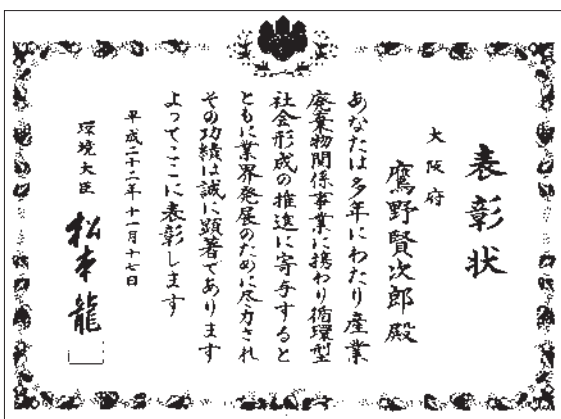 表彰状
大阪府
鷹野賢次郎殿
あなたは多年にわたり産業
廃棄物関係事業に携わり循環型
社会形成の推進に寄与すると
ともに業界発展のために尽力され
その功績は誠に顕著であります
よってここに表彰します
平成二十二年十一月十七日
環境大臣
松本龍